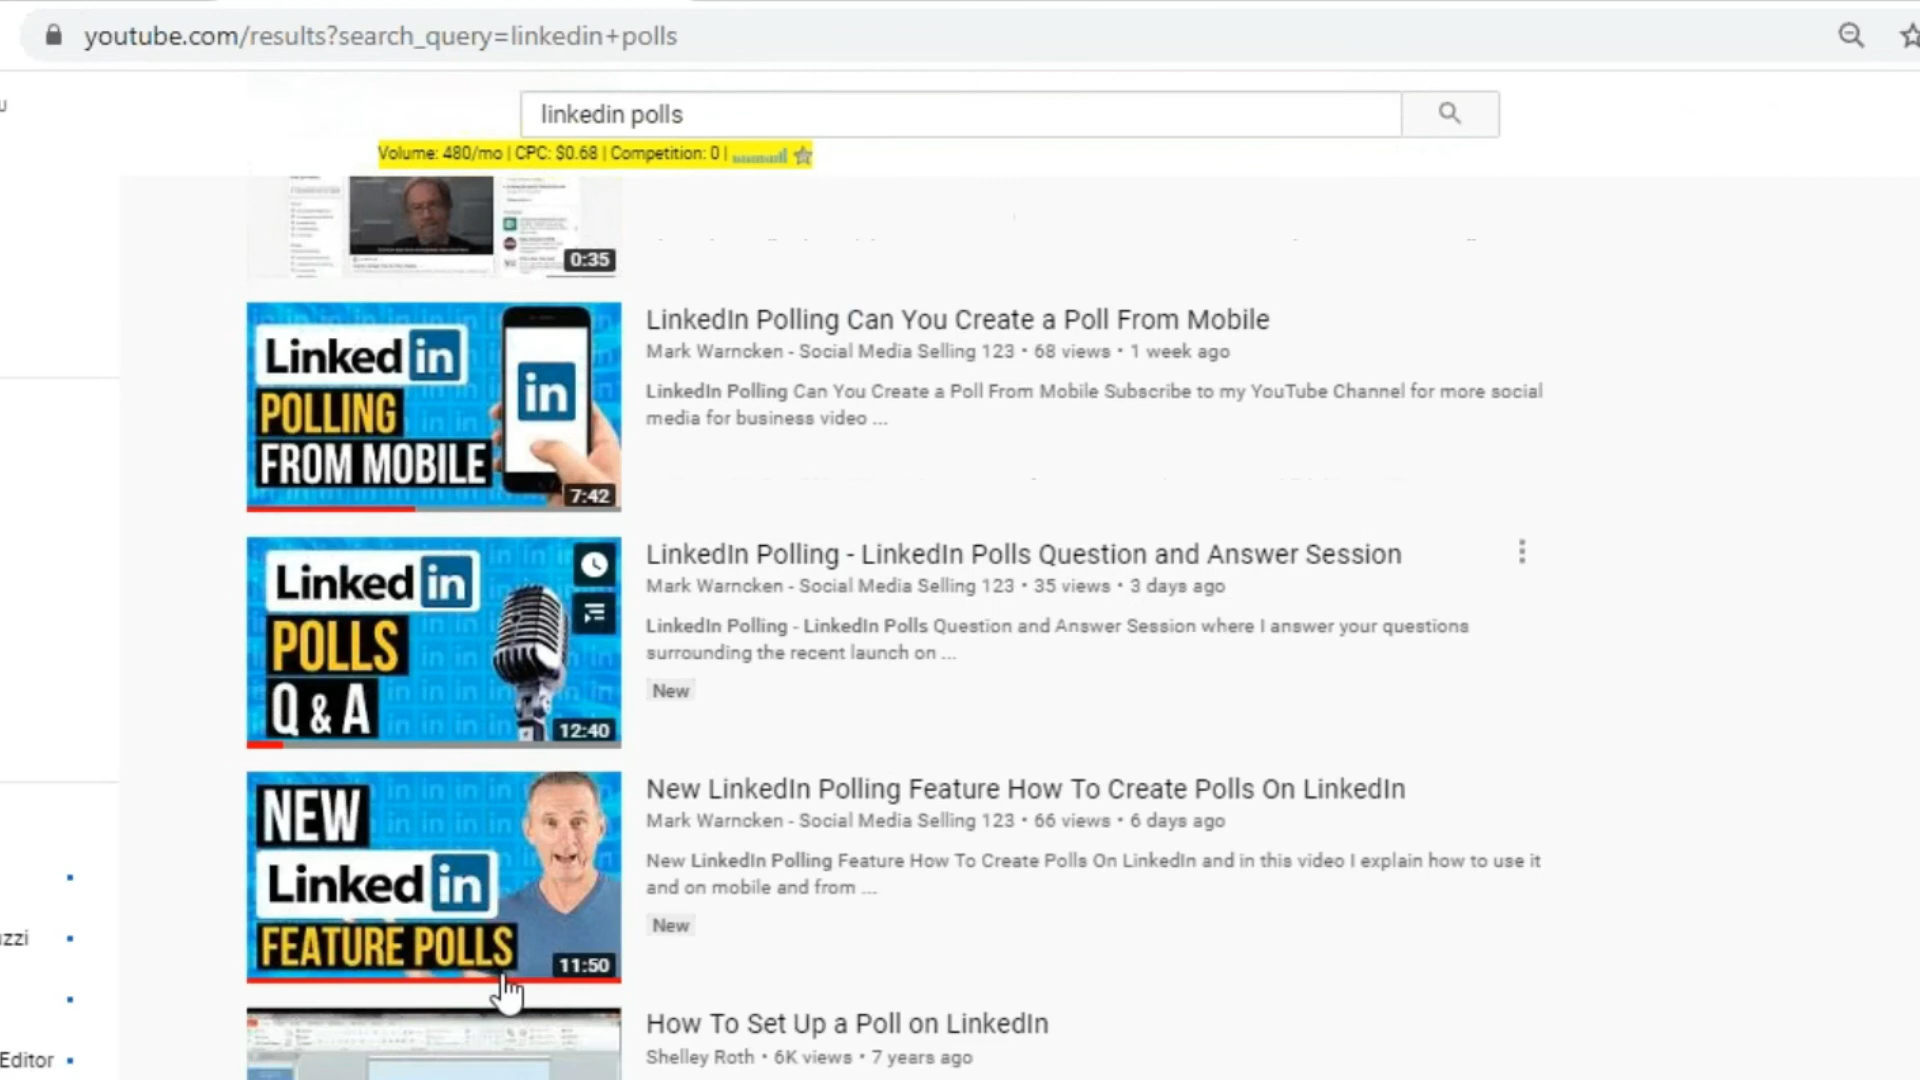 youtube.com/results?search_query=linkedin+polls
linkedin polls
Volume: 480/mo | CPC: $0.68 | Competition: 0 |
0:35
Linked in
POLLING
FROM MOBILE
in
7:42
LinkedIn Polling Can You Create a Poll From Mobile
Mark Warncken - Social Media Selling 123 • 68 views • 1 week ago
LinkedIn Polling Can You Create a Poll From Mobile Subscribe to my YouTube Channel for more social
media for business video ...
Linked in
POLLS
Q & A
12:40
LinkedIn Polling - LinkedIn Polls Question and Answer Session
Mark Warncken - Social Media Selling 123 • 35 views • 3 days ago
LinkedIn Polling - LinkedIn Polls Question and Answer Session where I answer your questions
surrounding the recent launch on ...
New
NEW
Linked in
FEATURE POLLS
11:50
New LinkedIn Polling Feature How To Create Polls On LinkedIn
Mark Warncken - Social Media Selling 123 • 66 views • 6 days ago
New LinkedIn Polling Feature How To Create Polls On LinkedIn and in this video I explain how to use it
and on mobile and from ...
New
zzi
Editor
How To Set Up a Poll on LinkedIn
Shelley Roth • 6K views • 7 years ago